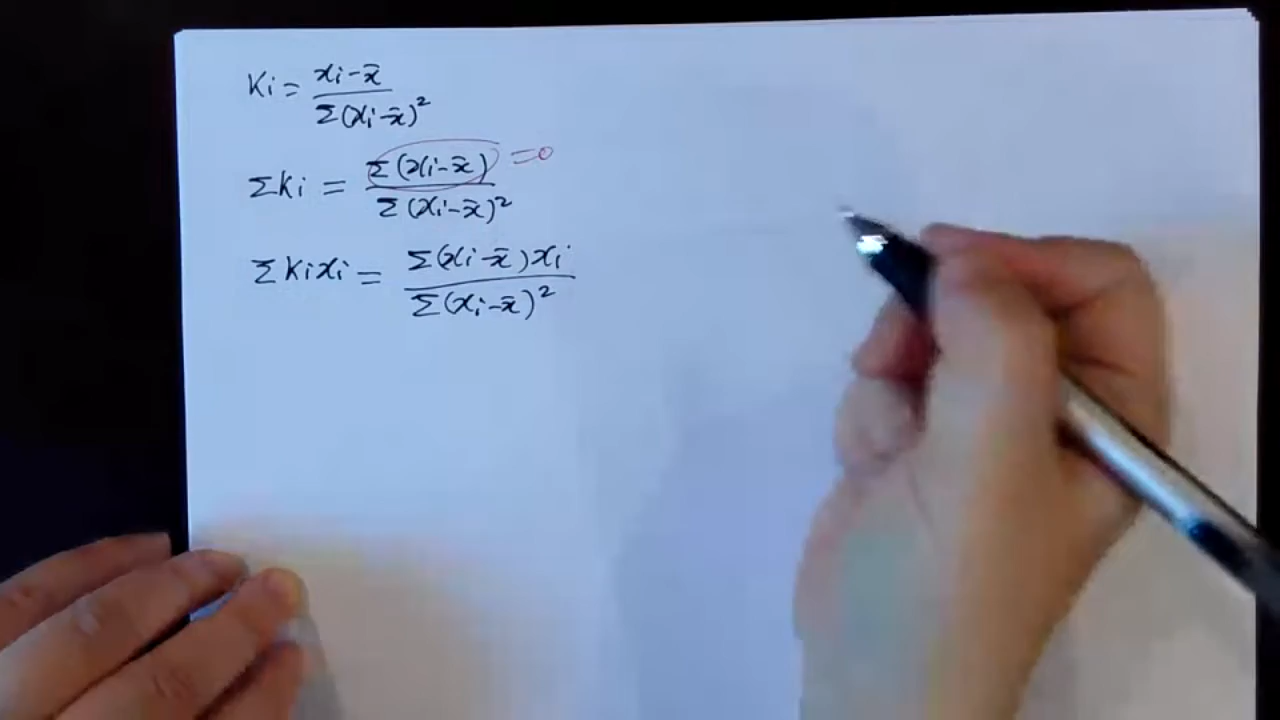 Ki = (xi - x̄) / Σ(xi - x̄)²
ΣKi = Σ(xi - x̄) / Σ(xi - x̄)² = 0
ΣKixi = Σ(xi - x̄)xi / Σ(xi - x̄)²